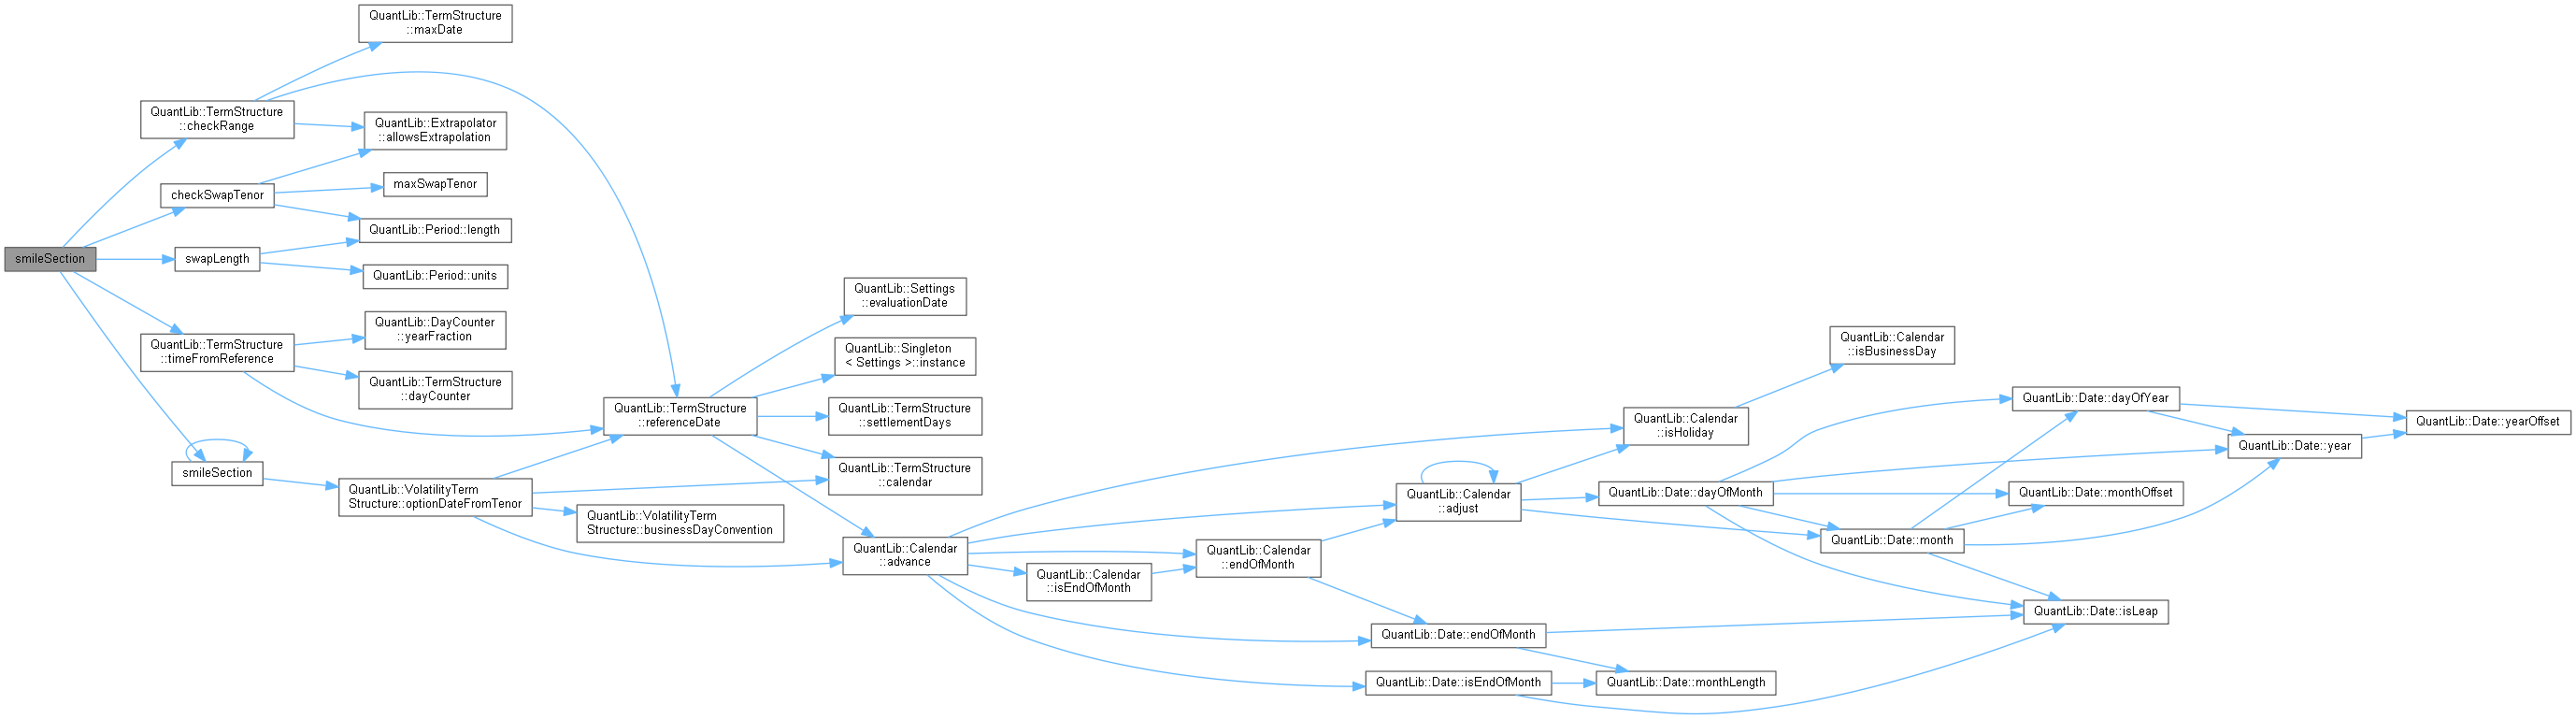 QuantLib::TermStructure
::maxDate
QuantLib::TermStructure
::checkRange
QuantLib::Extrapolator
::allowsExtrapolation
checkSwapTenor
maxSwapTenor
QuantLib::Period::length
smileSection
swapLength
QuantLib::Period::units
QuantLib::TermStructure
::timeFromReference
QuantLib::DayCounter
::yearFraction
QuantLib::TermStructure
::dayCounter
smileSection
QuantLib::VolatilityTerm
Structure::optionDateFromTenor
QuantLib::VolatilityTerm
Structure::businessDayConvention
QuantLib::TermStructure
::referenceDate
QuantLib::Settings
::evaluationDate
QuantLib::Singleton
< Settings >::instance
QuantLib::TermStructure
::settlementDays
QuantLib::TermStructure
::calendar
QuantLib::Calendar
::advance
QuantLib::Calendar
::isEndOfMonth
QuantLib::Calendar
::endOfMonth
QuantLib::Calendar
::adjust
QuantLib::Date::endOfMonth
QuantLib::Date::isEndOfMonth
QuantLib::Calendar
::isHoliday
QuantLib::Calendar
::isBusinessDay
QuantLib::Date::dayOfMonth
QuantLib::Date::monthLength
QuantLib::Date::month
QuantLib::Date::dayOfYear
QuantLib::Date::monthOffset
QuantLib::Date::isLeap
QuantLib::Date::year
QuantLib::Date::yearOffset